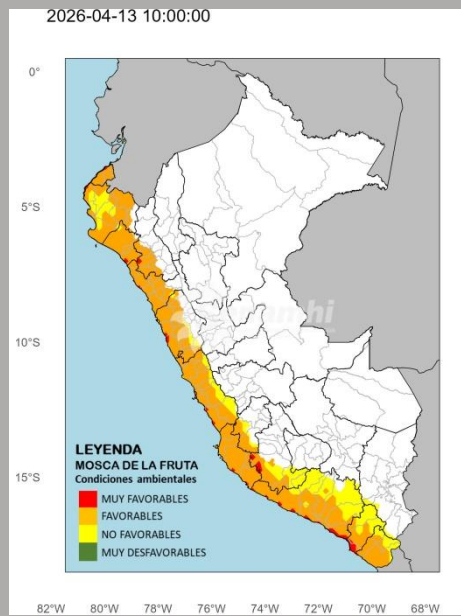 2026-04-13 10:00:00
0°
5°S
10°S
15°S
senamhi
LEYENDA
MOSCA DE LA FRUTA
Condiciones ambientales
MUY FAVORABLES
FAVORABLES
NO FAVORABLES
MUY DESFAVORABLES
82°W 80°W 78°W 76°W 74°W 72°W 70°W 68°W